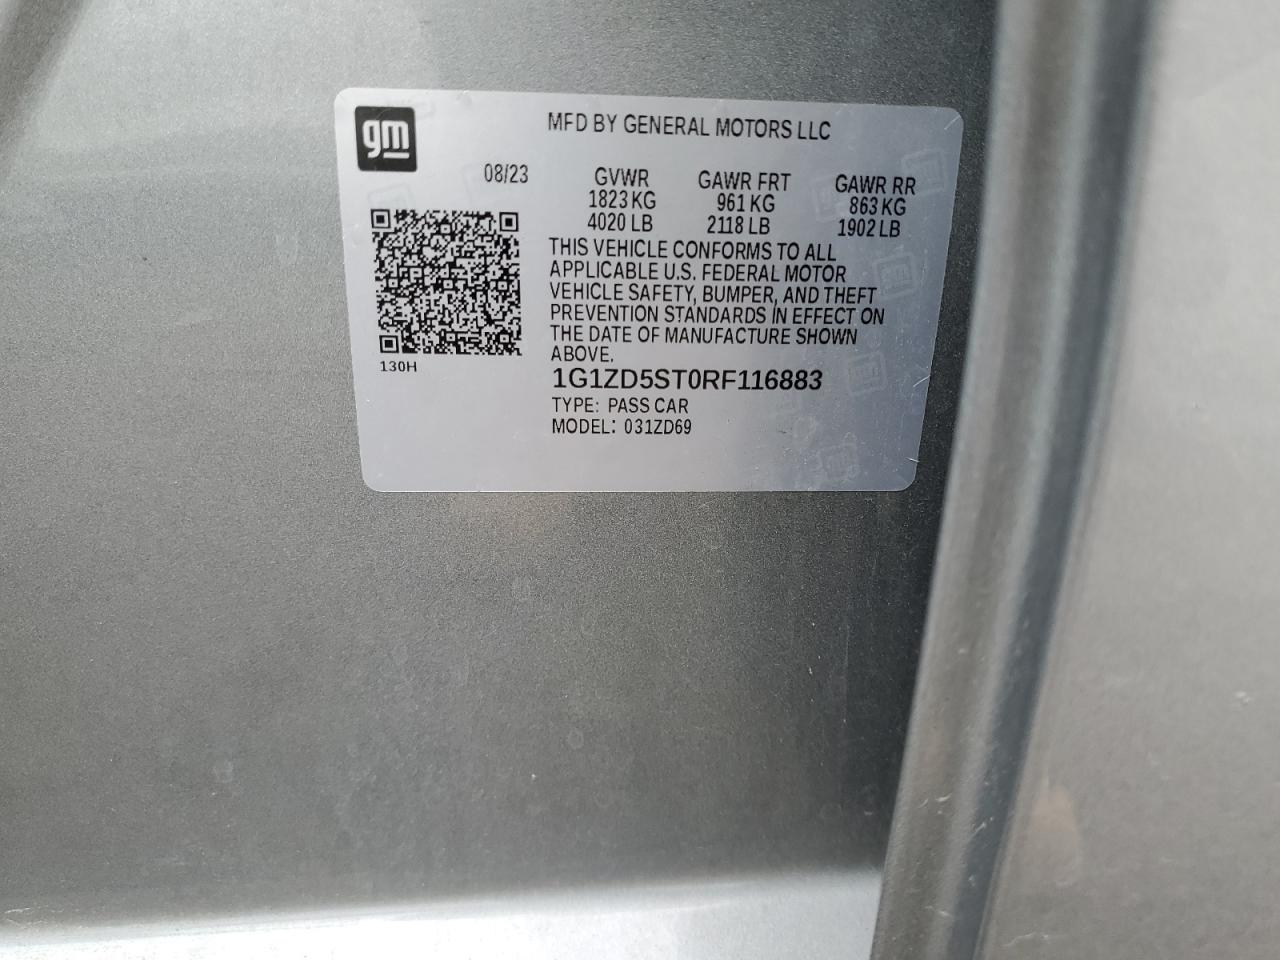 gm
MFD BY GENERAL MOTORS LLC
08/23
GVWR GAWR FRT GAWR RR
1823 KG 961 KG 863 KG
4020 LB 2118 LB 1902 LB
THIS VEHICLE CONFORMS TO ALL
APPLICABLE U.S. FEDERAL MOTOR
VEHICLE SAFETY, BUMPER, AND THEFT
PREVENTION STANDARDS IN EFFECT ON
THE DATE OF MANUFACTURE SHOWN
ABOVE.
130H
1G1ZD5ST0RF116883
TYPE: PASS CAR
MODEL: 031ZD69